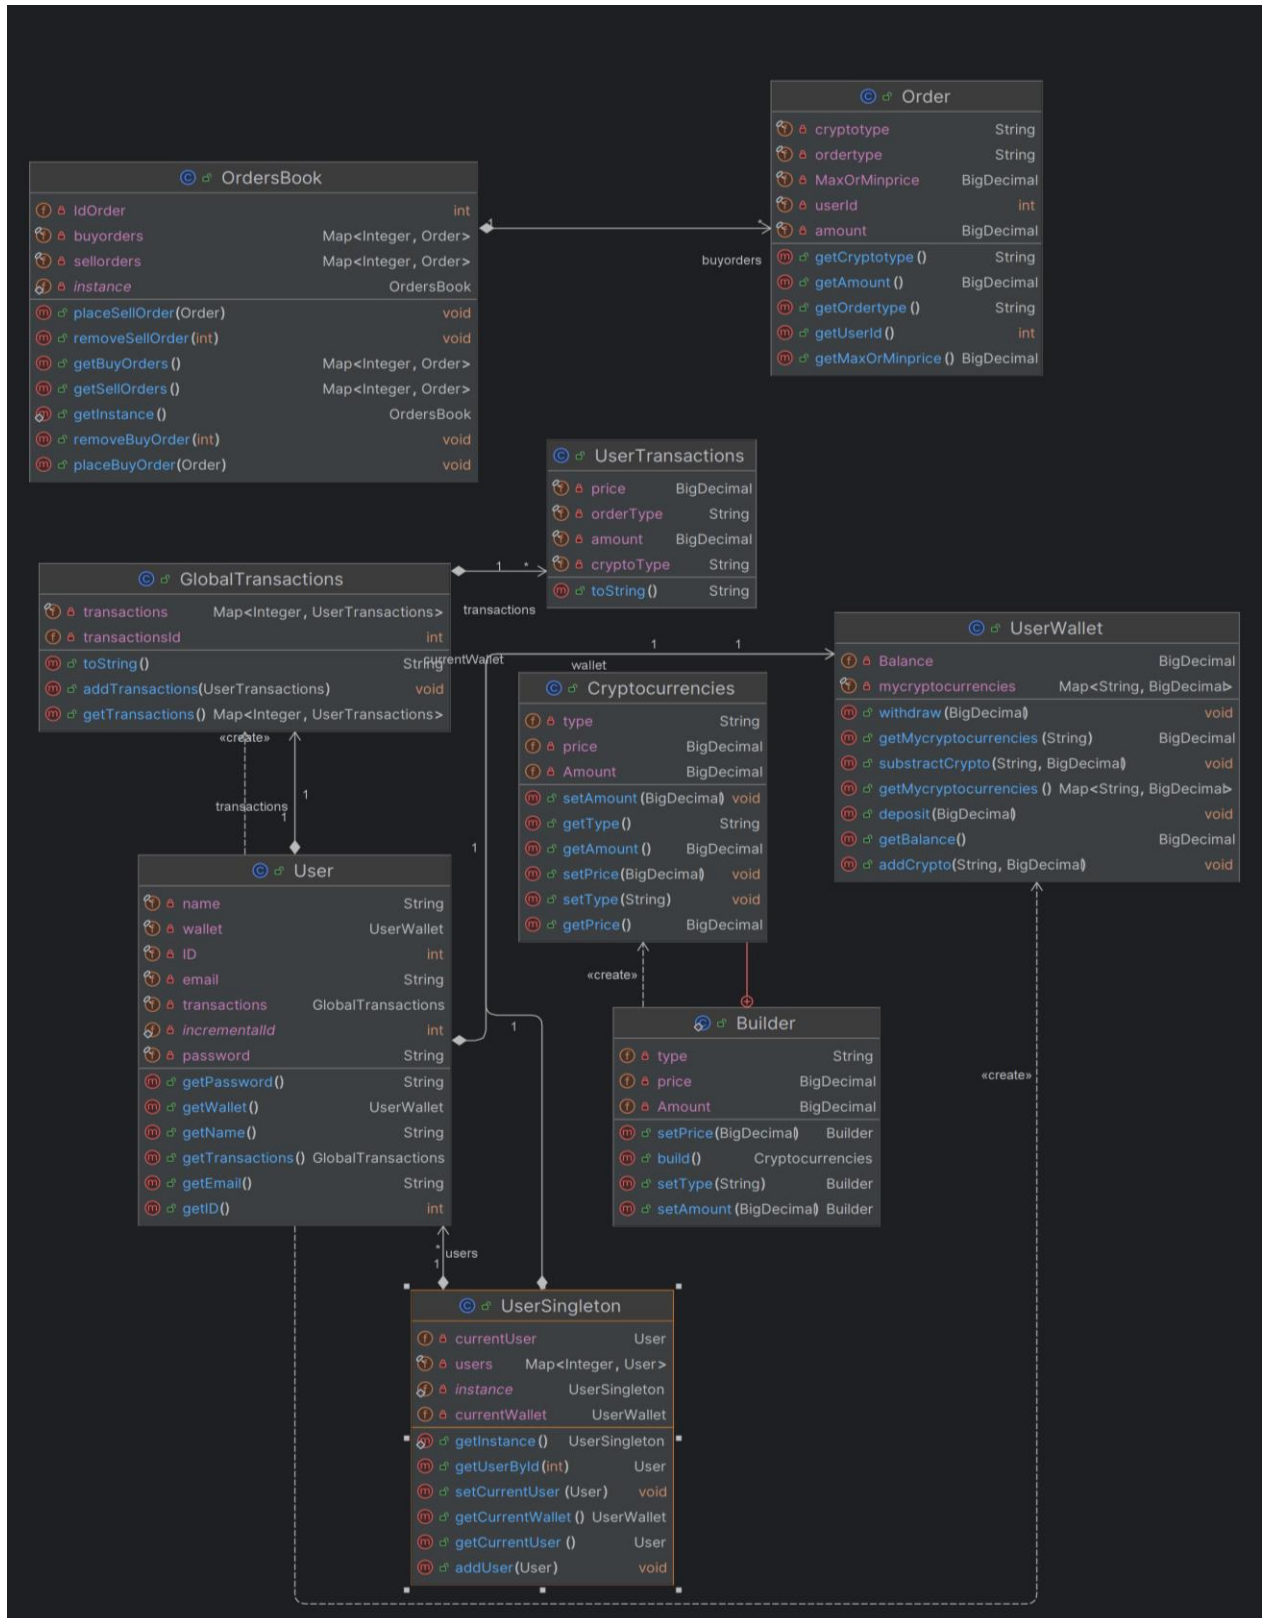 Order
cryptotype String
ordertype String
MaxOrMinprice BigDecimal
userId int
amount BigDecimal
getCryptotype() String
getAmount() BigDecimal
getOrdertype() String
getUserId() int
getMaxOrMinprice() BigDecimal
OrdersBook
IdOrder int
buyorders Map<Integer, Order>
sellorders Map<Integer, Order>
instance OrdersBook
placeSellOrder(Order) void
removeSellOrder(int) void
getBuyOrders() Map<Integer, Order>
getSellOrders() Map<Integer, Order>
getInstance() OrdersBook
removeBuyOrder(int) void
placeBuyOrder(Order) void
1 *
buyorders
UserTransactions
price BigDecimal
orderType String
amount BigDecimal
cryptoType String
toString() String
GlobalTransactions
transactions Map<Integer, UserTransactions>
transactionsId int
toString() String
addTransactions(UserTransactions) void
getTransactions() Map<Integer, UserTransactions>
1 *
transactions
currentWallet
wallet
1 1
UserWallet
Balance BigDecimal
mycryptocurrencies Map<String, BigDecimal>
withdraw(BigDecimal) void
getMycryptocurrencies(String) BigDecimal
substractCrypto(String, BigDecimal) void
getMycryptocurrencies() Map<String, BigDecimal>
deposit(BigDecimal) void
getBalance() BigDecimal
addCrypto(String, BigDecimal) void
Cryptocurrencies
type String
price BigDecimal
Amount BigDecimal
setAmount(BigDecimal) void
getType() String
getAmount() BigDecimal
setPrice(BigDecimal) void
setType(String) void
getPrice() BigDecimal
«create»
transactions
1
1
1
User
name String
wallet UserWallet
ID int
email String
transactions GlobalTransactions
incrementalId int
password String
getPassword() String
getWallet() UserWallet
getName() String
getTransactions() GlobalTransactions
getEmail() String
getID() int
«create»
1
Builder
type String
price BigDecimal
Amount BigDecimal
setPrice(BigDecimal) Builder
build() Cryptocurrencies
setType(String) Builder
setAmount(BigDecimal) Builder
«create»
*
users
1
UserSingleton
currentUser User
users Map<Integer, User>
instance UserSingleton
currentWallet UserWallet
getInstance() UserSingleton
getUserById(int) User
setCurrentUser(User) void
getCurrentWallet() UserWallet
getCurrentUser() User
addUser(User) void